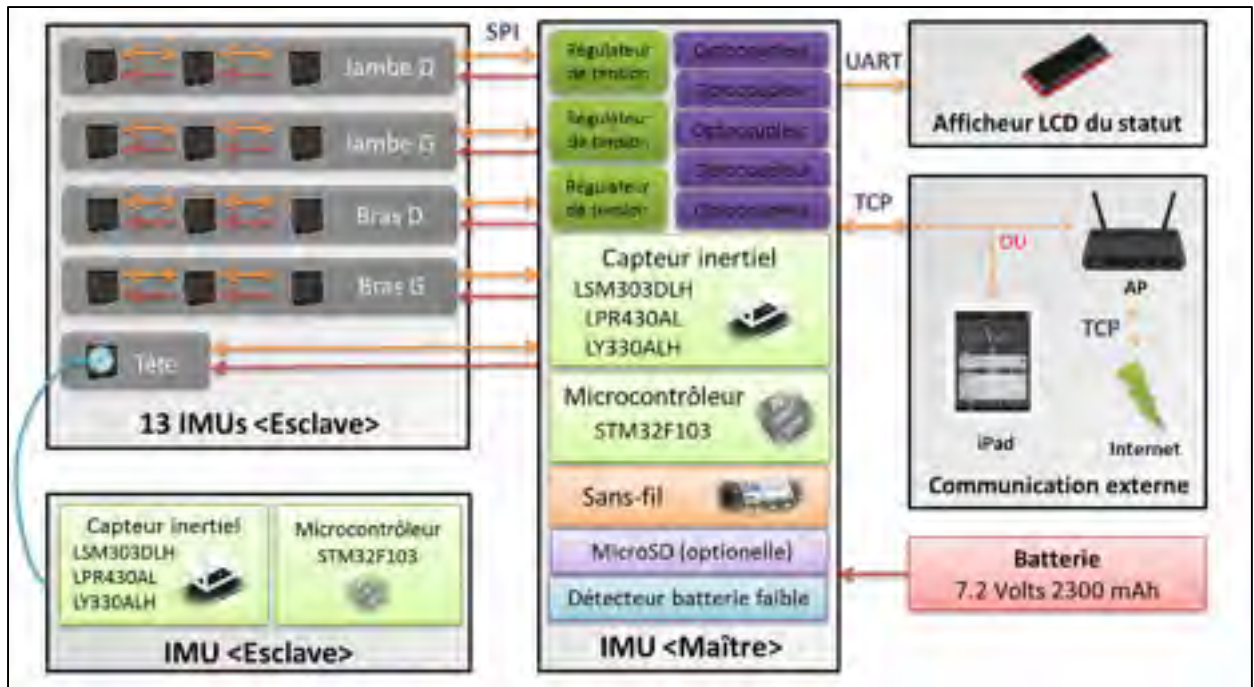 SPI
Jambe D
Jambe G
Bras D
Bras G
Tête
13 IMUs <Esclave>
Capteur inertiel
LSM303DLH
LPR430AL
LY330ALH
Microcontrôleur
STM32F103
IMU <Esclave>
Régulateur
de tension
Régulateur
de tension
Régulateur
de tension
Optocoupleur
Optocoupleur
Optocoupleur
Optocoupleur
Optocoupleur
Capteur inertiel
LSM303DLH
LPR430AL
LY330ALH
Microcontrôleur
STM32F103
Sans-fil
MicroSD (optionelle)
Détecteur batterie faible
IMU <Maître>
UART
Afficheur LCD du statut
TCP
OU
AP
TCP
iPad
Internet
Communication externe
Batterie
7.2 Volts 2300 mAh